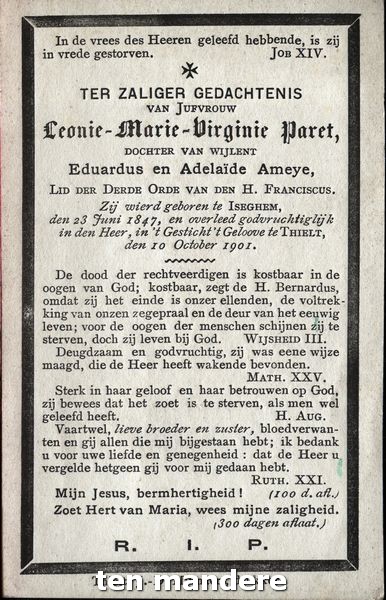 In de vrees des Heeren geleefd hebbende, is zij
in vrede gestorven. JOB XIV.
TER ZALIGER GEDACHTENIS
VAN JUFVROUW
Leonie-Marie-Virginie Paret,
DOCHTER VAN WIJLENT
Eduardus en Adelaïde Ameye,
LID DER DERDE ORDE VAN DEN H. FRANCISCUS.
Zij wierd geboren te ISEGHEM,
den 23 Juni 1847, en overleed godvruchtiglijk
in den Heer, in 't Gesticht 't Geloove te THIELT,
den 10 October 1901.
De dood der rechtveerdigen is kostbaar in de
oogen van God; kostbaar, zegt de H. Bernardus,
omdat zij het einde is onzer ellenden, de voltrek-
king van onzen zegepraal en de deur van het eeuwig
leven; voor de oogen der menschen schijnen zij te
sterven, doch zij leven bij God. WIJSHEID III.
Deugdzaam en godvruchtig, zij was eene wijze
maagd, die de Heer heeft wakende bevonden.
MATH. XXV.
Sterk in haar geloof en haar betrouwen op God,
zij bewees dat het zoet is te sterven, als men wel
geleefd heeft. H. AUG.
Vaartwel, lieve broeder en zuster, bloedverwan-
ten en gij allen die mij bijgestaan hebt; ik bedank
u voor uwe liefde en genegenheid : dat de Heer u
vergelde hetgeen gij voor mij gedaan hebt.
RUTH. XXI.
Mijn Jesus, bermhertigheid ! (100 d. afl.)
Zoet Hert van Maria, wees mijne zaligheid.
(300 dagen aflaat.)
R. I. P.
ten mandere